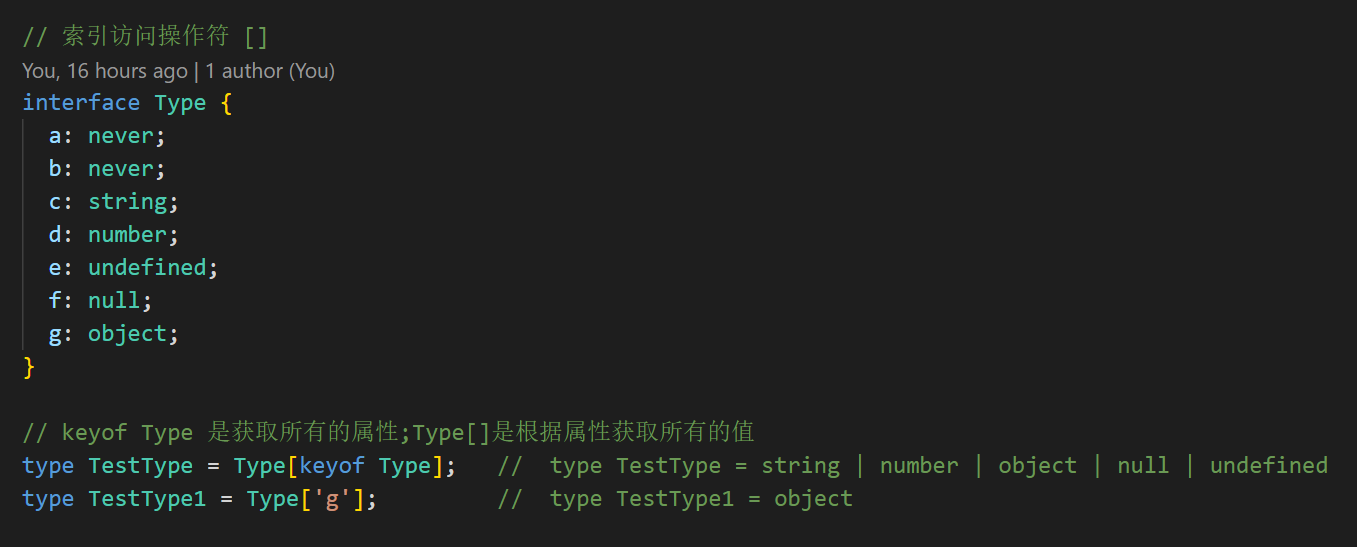 // 索引访问操作符 []
You, 16 hours ago | 1 author (You)
interface Type {
  a: never;
  b: never;
  c: string;
  d: number;
  e: undefined;
  f: null;
  g: object;
}
// keyof Type 是获取所有的属性;Type[]是根据属性获取所有的值
type TestType = Type[keyof Type];   //  type TestType = string | number | object | null | undefined
type TestType1 = Type['g'];         //  type TestType1 = object